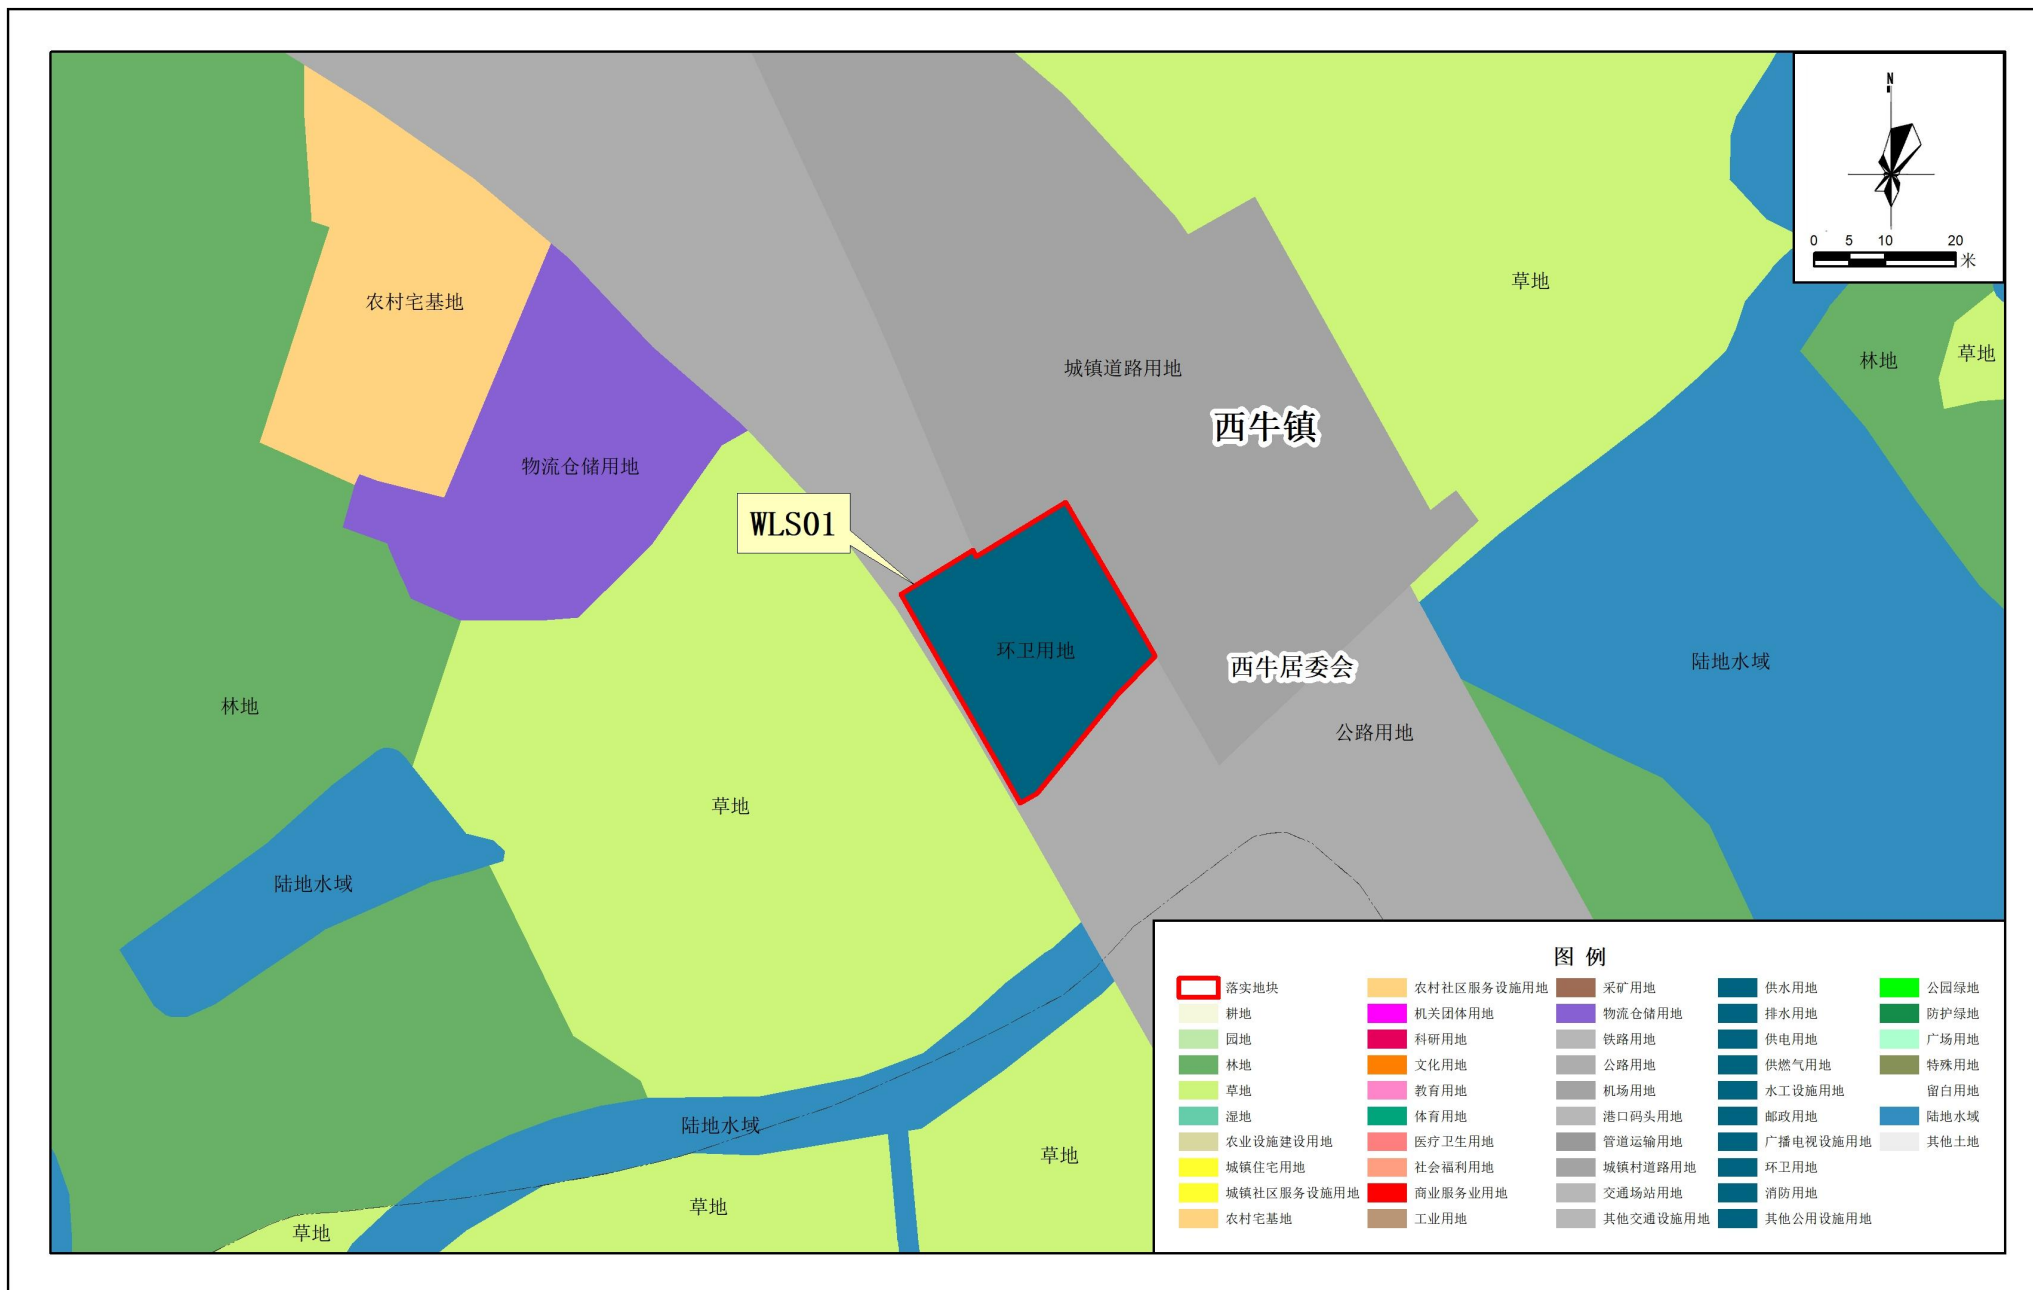 N
0 5 10 20
米
农村宅基地
草地
城镇道路用地
林地
草地
西牛镇
物流仓储用地
WLS01
环卫用地
西牛居委会
陆地水域
林地
公路用地
草地
陆地水域
陆地水域
草地
草地
草地
图 例
落实地块
耕地
园地
林地
草地
湿地
农业设施建设用地
城镇住宅用地
城镇社区服务设施用地
农村宅基地
农村社区服务设施用地
机关团体用地
科研用地
文化用地
教育用地
体育用地
医疗卫生用地
社会福利用地
商业服务业用地
工业用地
采矿用地
物流仓储用地
铁路用地
公路用地
机场用地
港口码头用地
管道运输用地
城镇村道路用地
交通场站用地
其他交通设施用地
供水用地
排水用地
供电用地
供燃气用地
水工设施用地
邮政用地
广播电视设施用地
环卫用地
消防用地
其他公用设施用地
公园绿地
防护绿地
广场用地
特殊用地
留白用地
陆地水域
其他土地